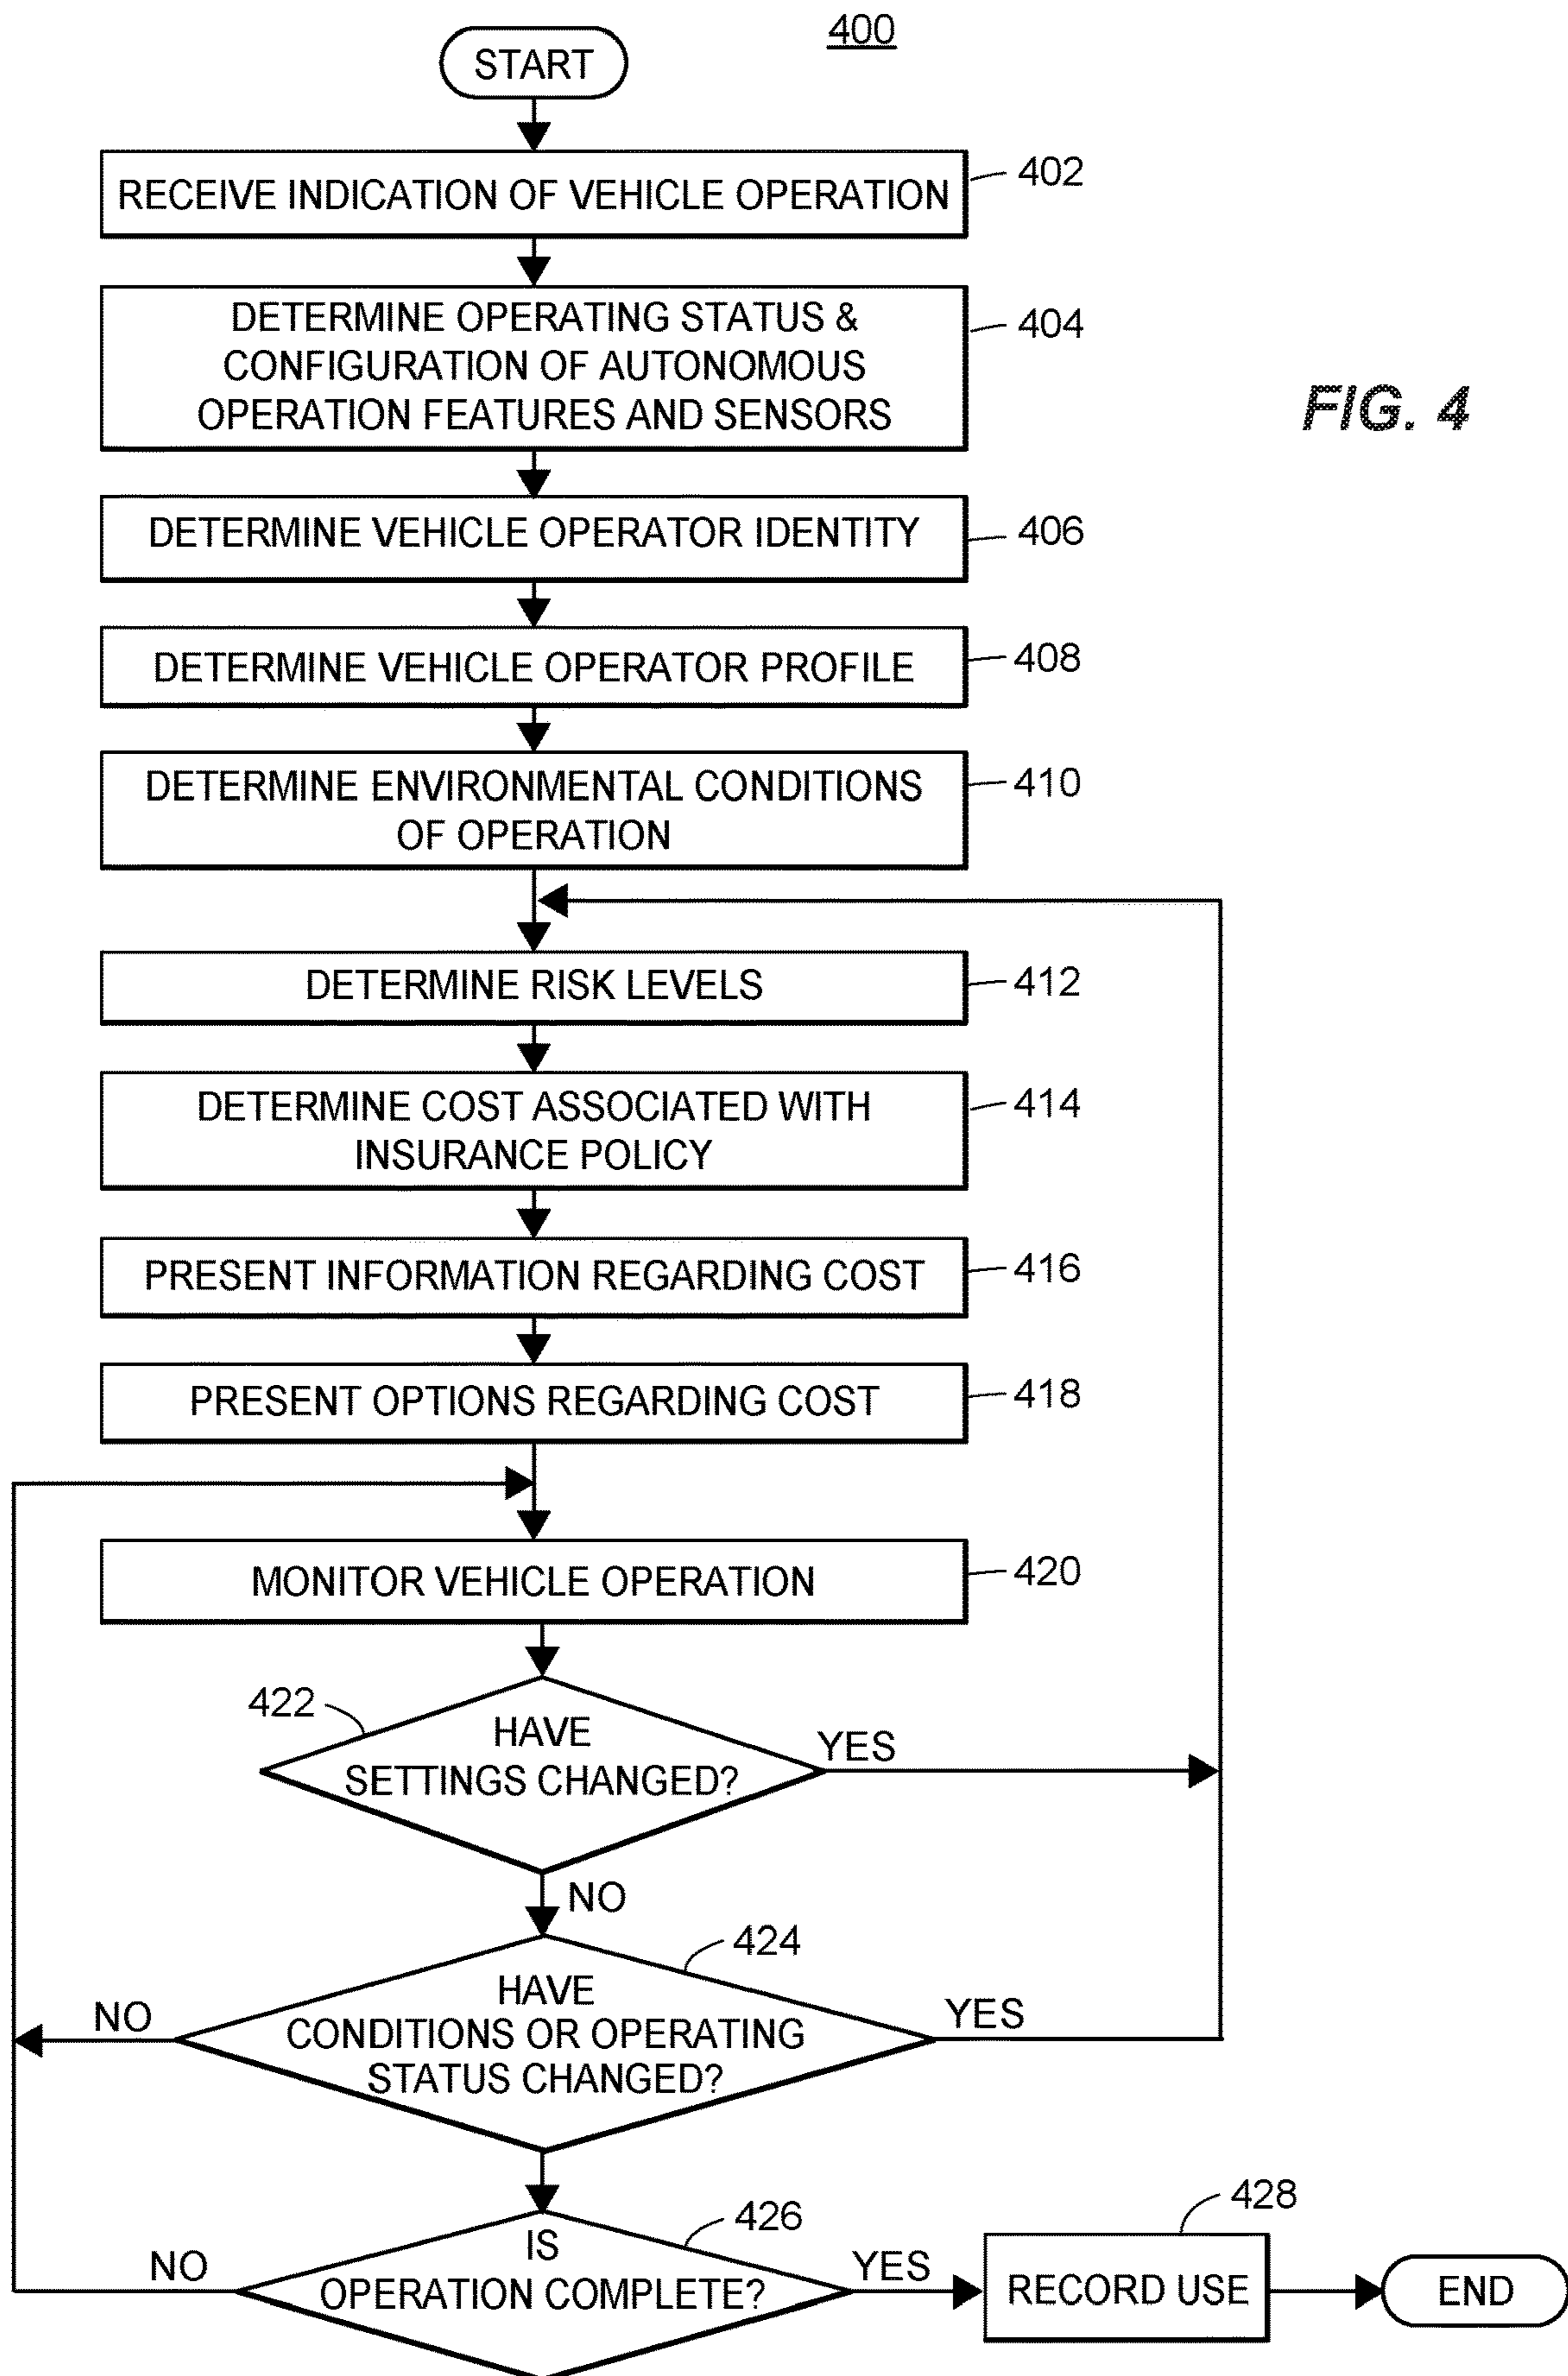 400
START
RECEIVE INDICATION OF VEHICLE OPERATION
402
DETERMINE OPERATING STATUS &
CONFIGURATION OF AUTONOMOUS
OPERATION FEATURES AND SENSORS
404
FIG. 4
DETERMINE VEHICLE OPERATOR IDENTITY
406
DETERMINE VEHICLE OPERATOR PROFILE
408
DETERMINE ENVIRONMENTAL CONDITIONS
OF OPERATION
410
DETERMINE RISK LEVELS
412
DETERMINE COST ASSOCIATED WITH
INSURANCE POLICY
414
PRESENT INFORMATION REGARDING COST
416
PRESENT OPTIONS REGARDING COST
418
MONITOR VEHICLE OPERATION
420
422
HAVE
SETTINGS CHANGED?
YES
NO
424
HAVE
CONDITIONS OR OPERATING
STATUS CHANGED?
NO
YES
426
IS
OPERATION COMPLETE?
NO
YES
428
RECORD USE
END